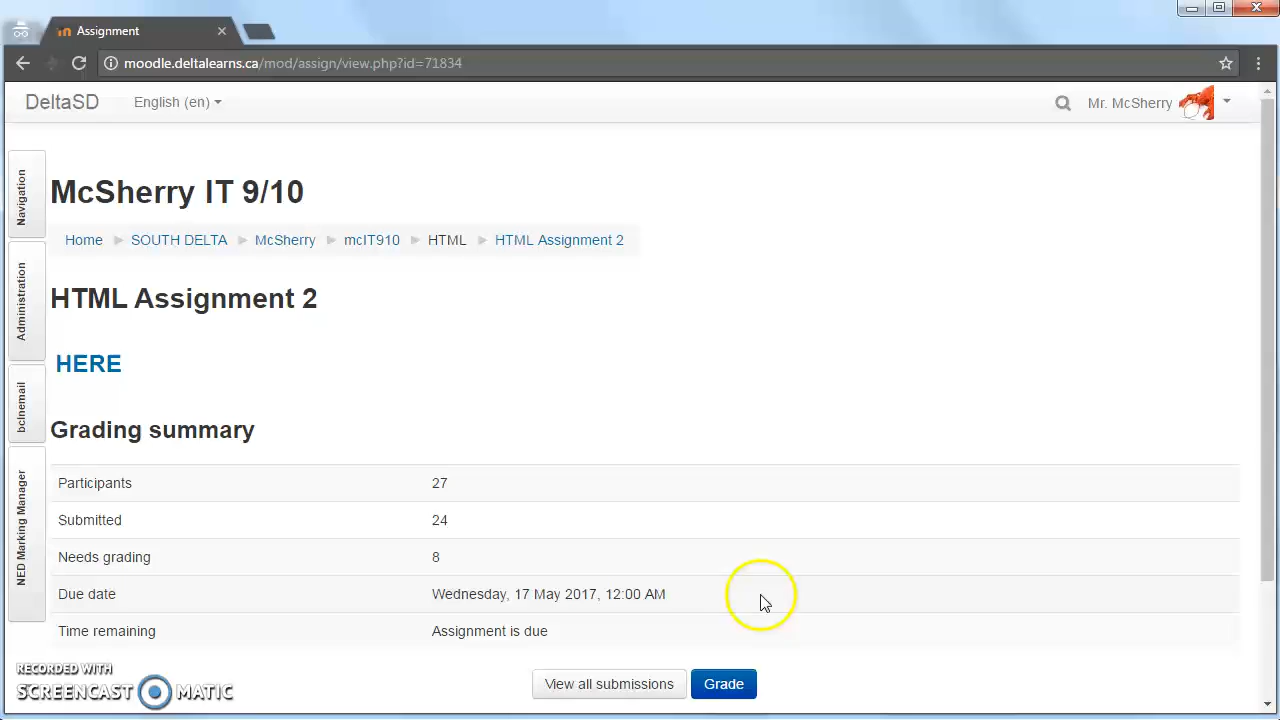 Assignment
moodle.deltalearns.ca/mod/assign/view.php?id=71834
DeltaSD English (en) Mr. McSherry
McSherry IT 9/10
Home SOUTH DELTA McSherry mcIT910 HTML HTML Assignment 2
HTML Assignment 2
HERE
Grading summary
Participants 27
Submitted 24
Needs grading 8
Due date Wednesday, 17 May 2017, 12:00 AM
Time remaining Assignment is due
View all submissions Grade
Navigation
Administration
bclnemail
NED Marking Manager
RECORDED WITH
SCREENCAST MATIC